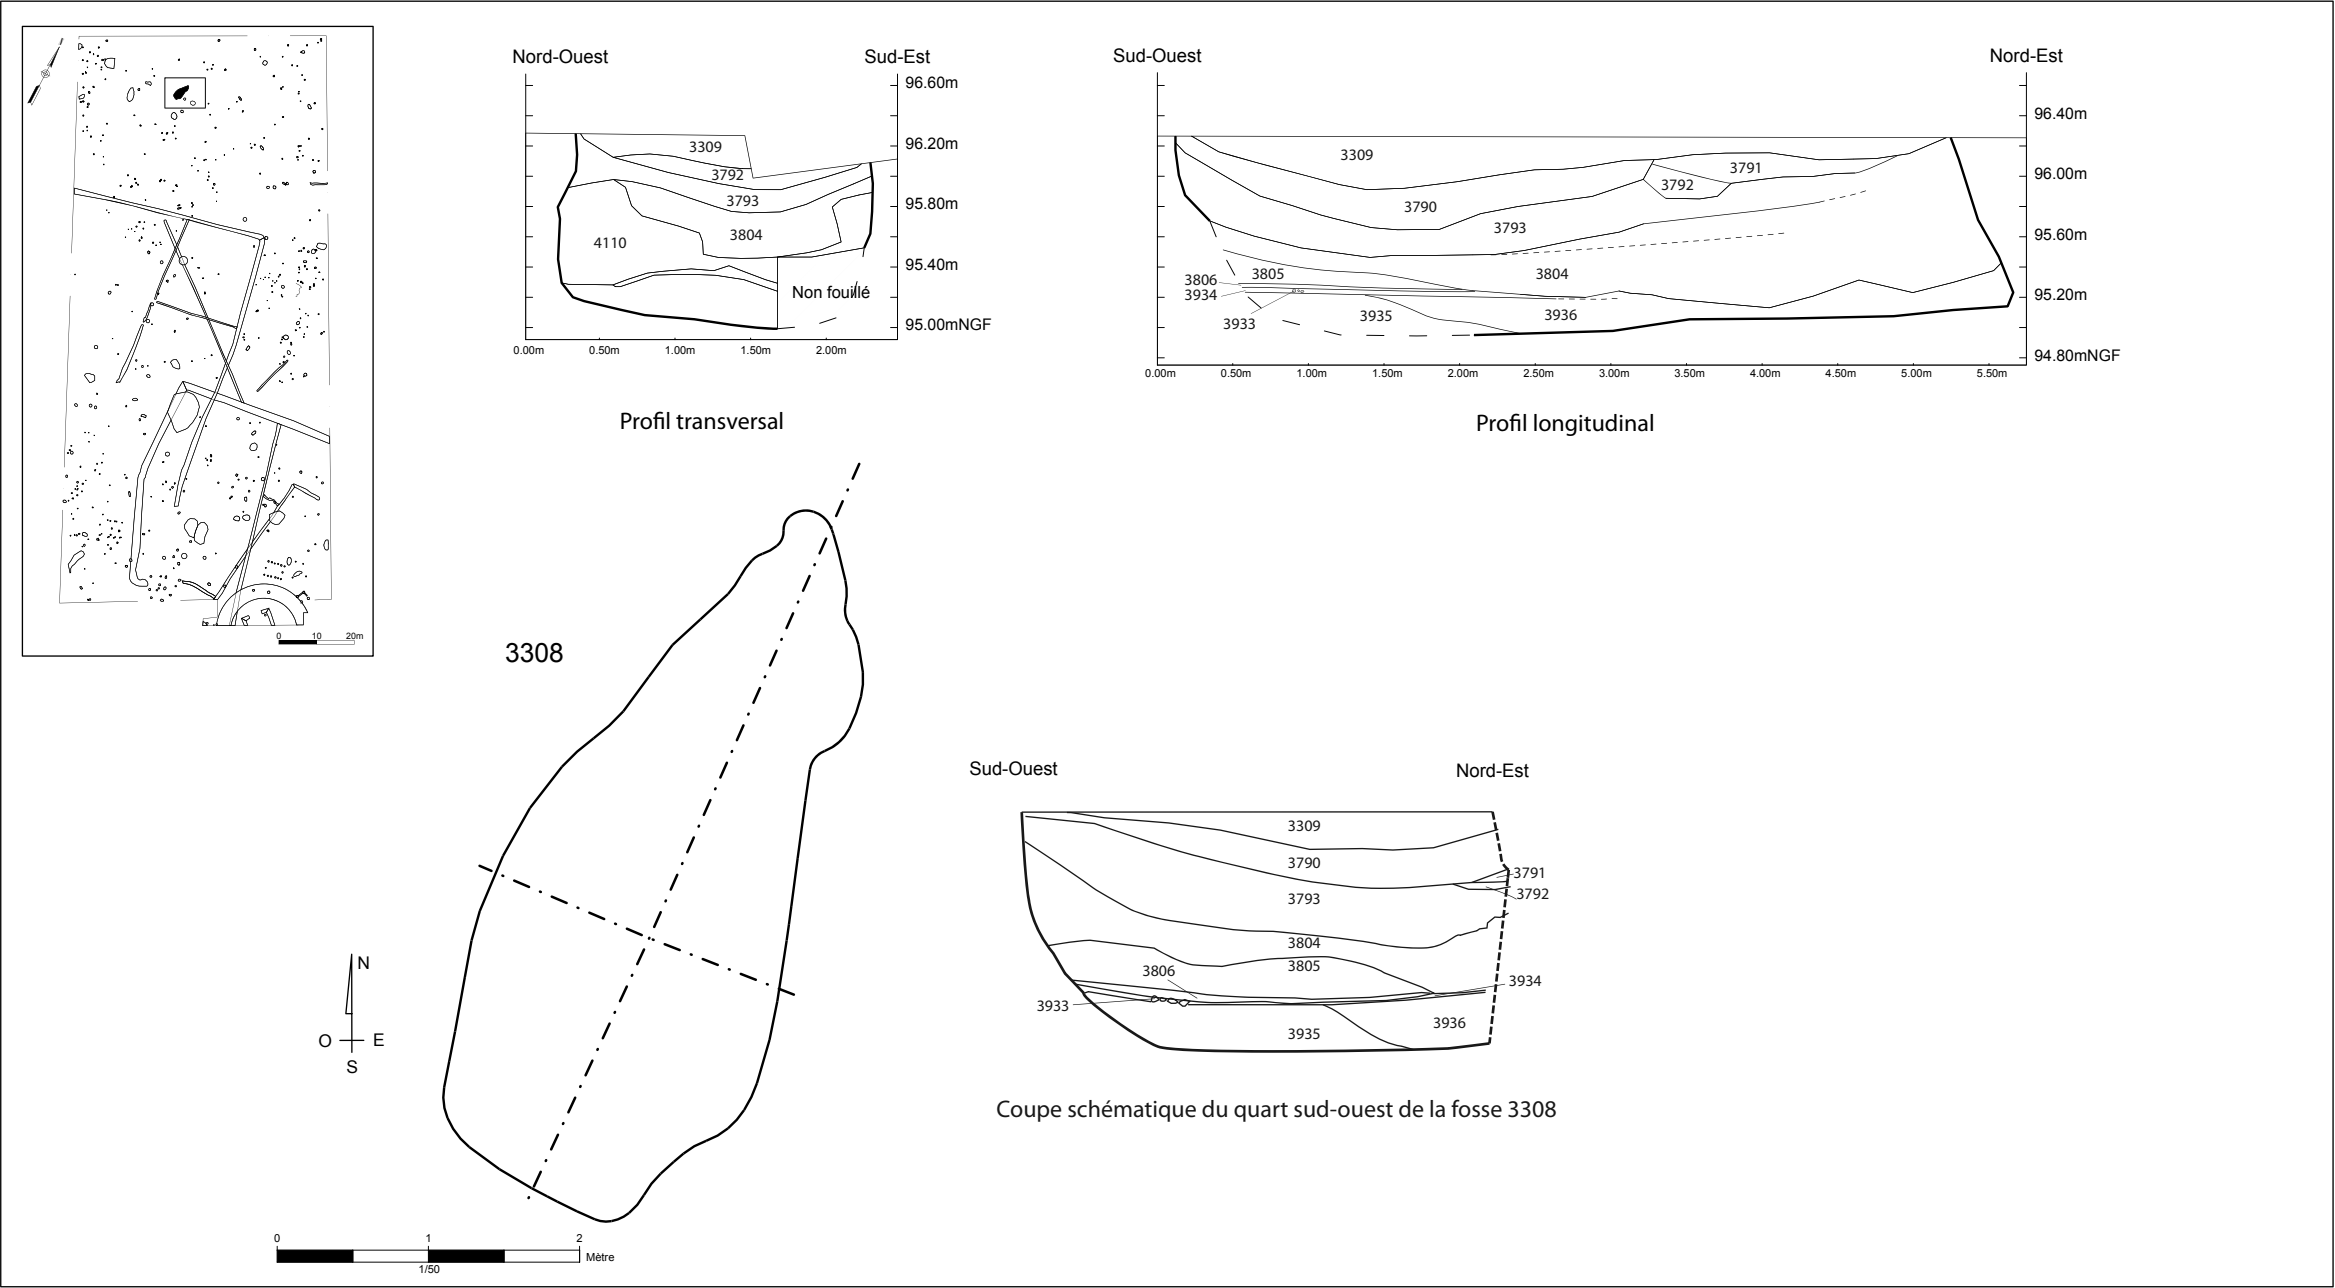 0 10 20m
Nord-Ouest Sud-Est
96.60m
96.20m
95.80m
95.40m
95.00mNGF
3309
3792
3793
3804
4110
Non fouillé
0.00m 0.50m 1.00m 1.50m 2.00m
Profil transversal
Sud-Ouest Nord-Est
96.40m
96.00m
95.60m
95.20m
94.80mNGF
3309
3791
3792
3790
3793
3806
3805
3804
3934
3933
3935
3936
0.00m 0.50m 1.00m 1.50m 2.00m 2.50m 3.00m 3.50m 4.00m 4.50m 5.00m 5.50m
Profil longitudinal
3308
N
O E
S
0 1 2
Mètre
1/50
Sud-Ouest Nord-Est
3309
3790
3791
3792
3793
3804
3805
3806
3934
3933
3936
3935
Coupe schématique du quart sud-ouest de la fosse 3308